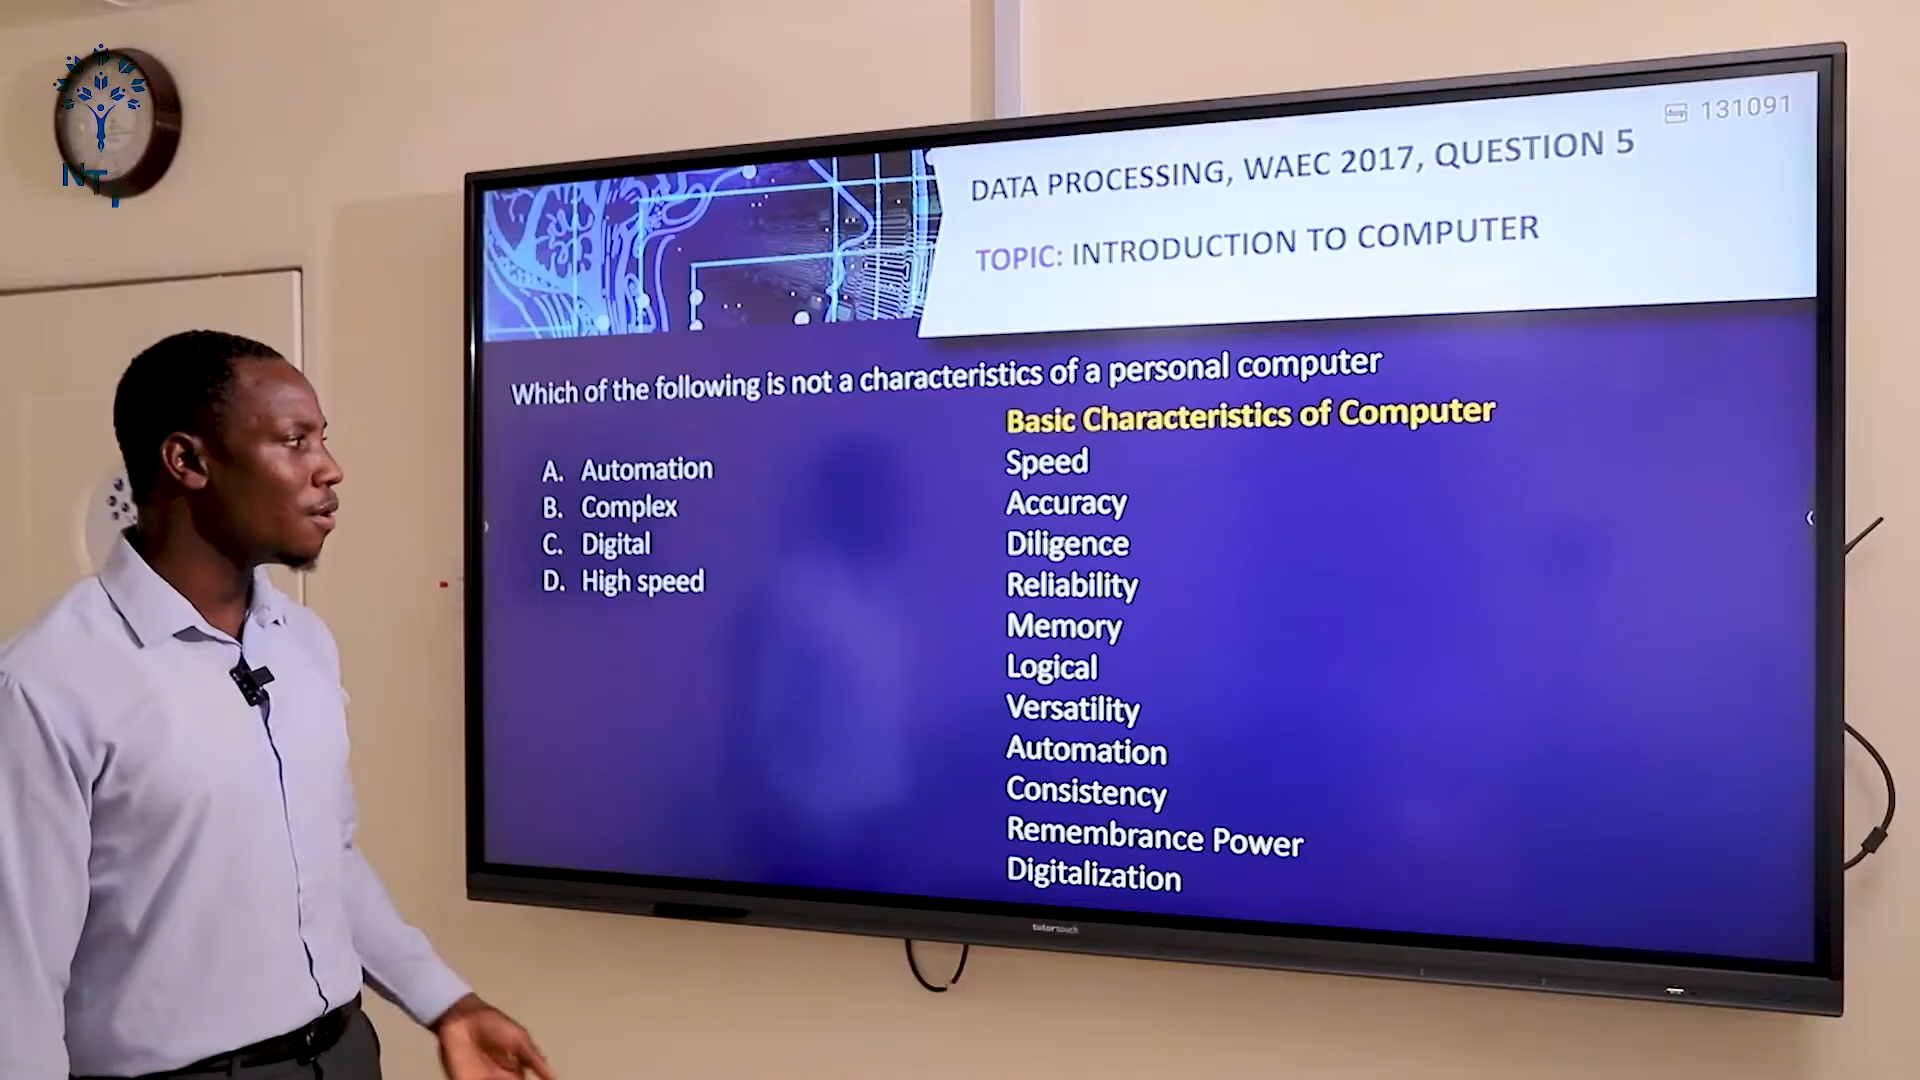 NTI
131091
DATA PROCESSING, WAEC 2017, QUESTION 5
TOPIC: INTRODUCTION TO COMPUTER
Which of the following is not a characteristics of a personal computer
A. Automation
B. Complex
C. Digital
D. High speed
Basic Characteristics of Computer
Speed
Accuracy
Diligence
Reliability
Memory
Logical
Versatility
Automation
Consistency
Remembrance Power
Digitalization
tutortouch